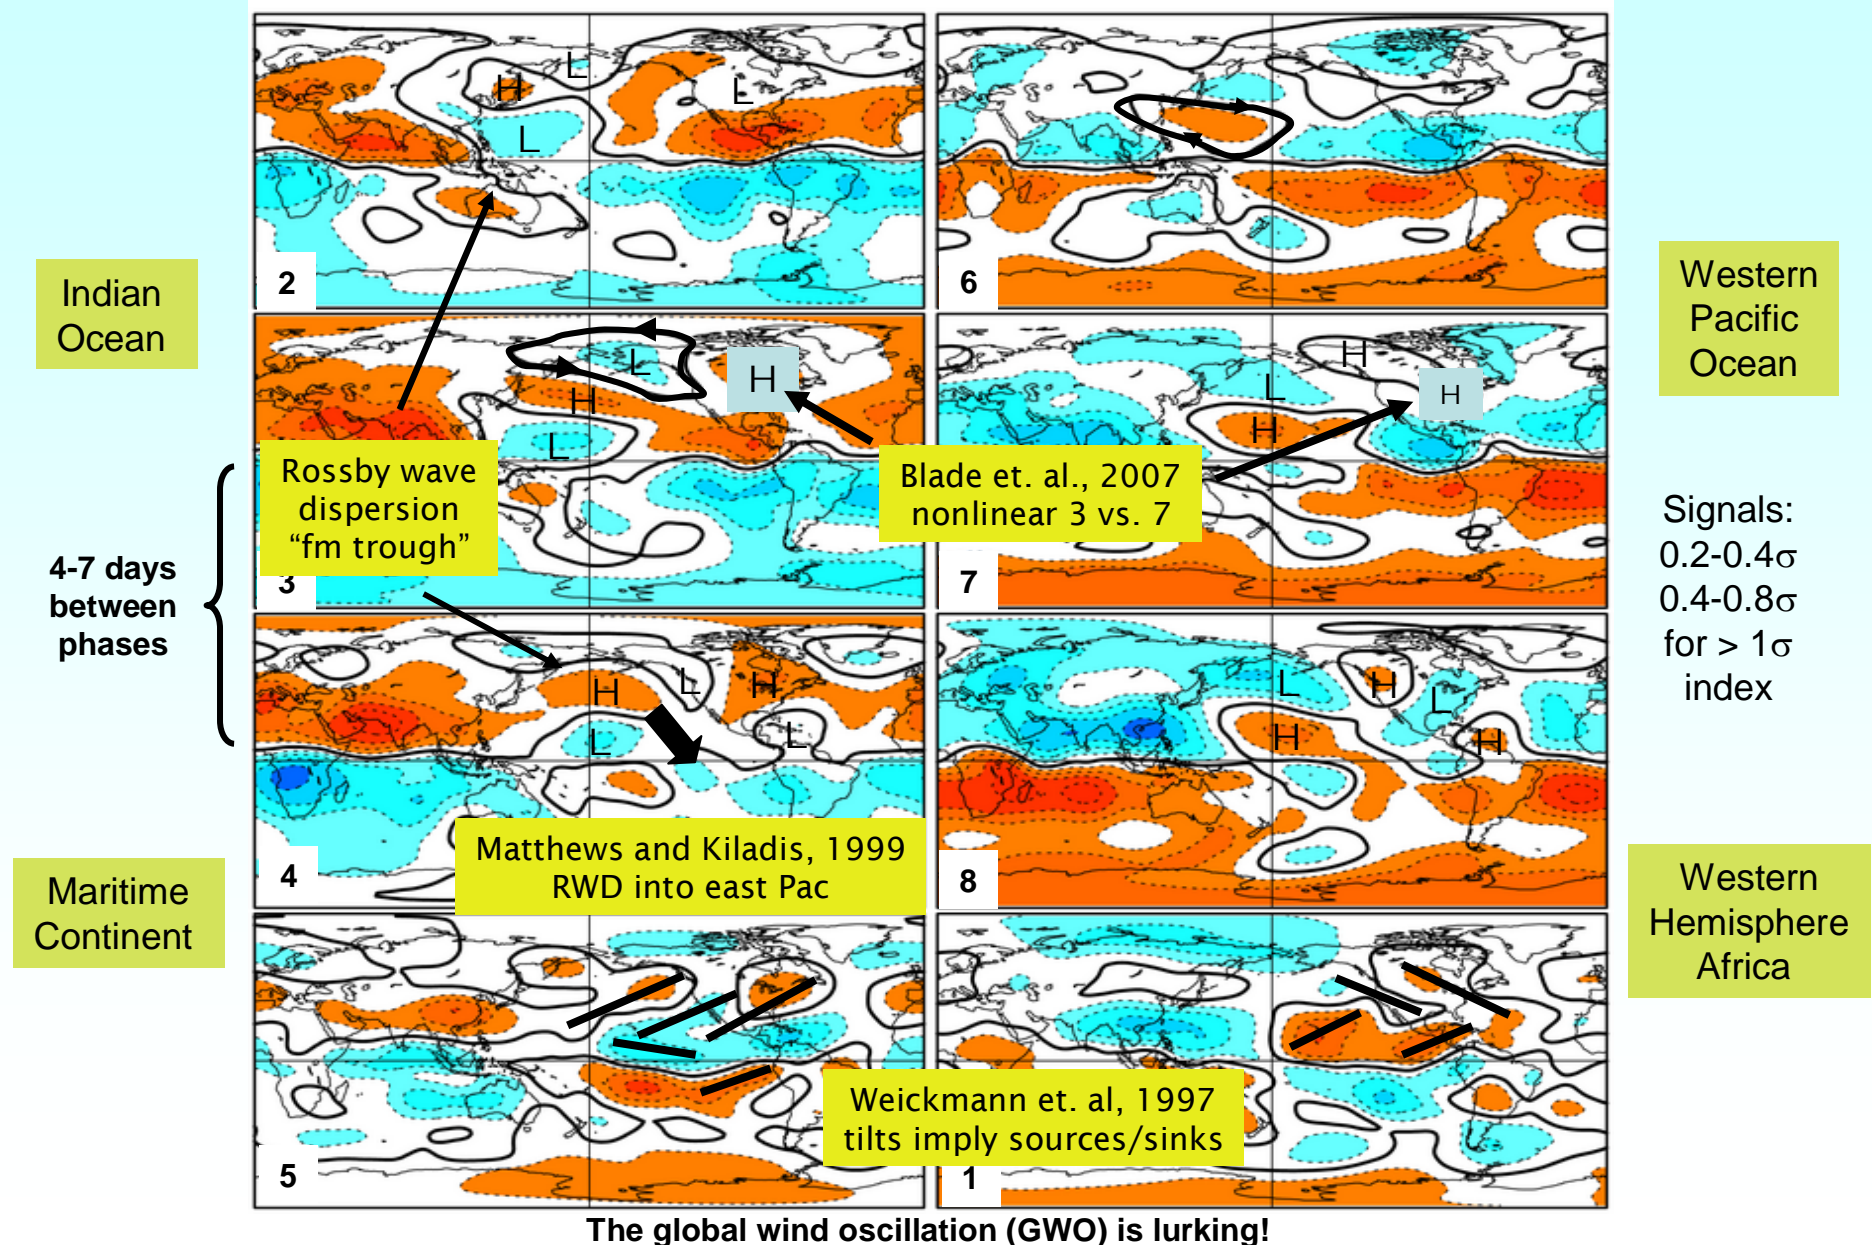 L
H
L
L
2
6
Indian
Ocean
Western
Pacific
Ocean
L
H
H
L
H
L
H
H
H
Rossby wave
dispersion
“fm trough”
Blade et. al., 2007
nonlinear 3 vs. 7
3
7
4-7 days
between
phases
Signals:
0.2-0.4σ
0.4-0.8σ
for > 1σ
index
H
L
H
L
L
L
H
L
H
H
Matthews and Kiladis, 1999
RWD into east Pac
4
8
Maritime
Continent
Western
Hemisphere
Africa
Weickmann et. al, 1997
tilts imply sources/sinks
5
1
The global wind oscillation (GWO) is lurking!